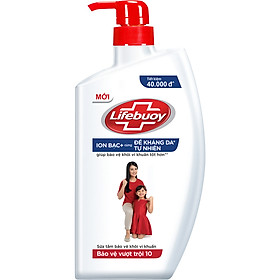 Tiết kiệm
40.000 đ*
MỚI
Lifebuoy
ION BẠC+ cùng ĐỀ KHÁNG DA⁺
TỰ NHIÊN
giúp bảo vệ khỏi vi khuẩn tốt hơn**
Sữa tắm bảo vệ khỏi vi khuẩn
Bảo vệ vượt trội 10